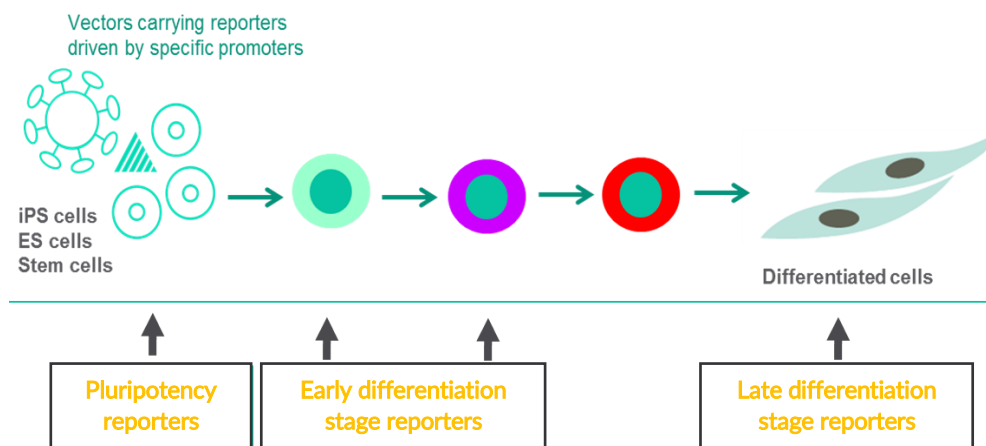 Vectors carrying reporters
driven by specific promoters
iPS cells
ES cells
Stem cells
Differentiated cells
Pluripotency
reporters
Early differentiation
stage reporters
Late differentiation
stage reporters